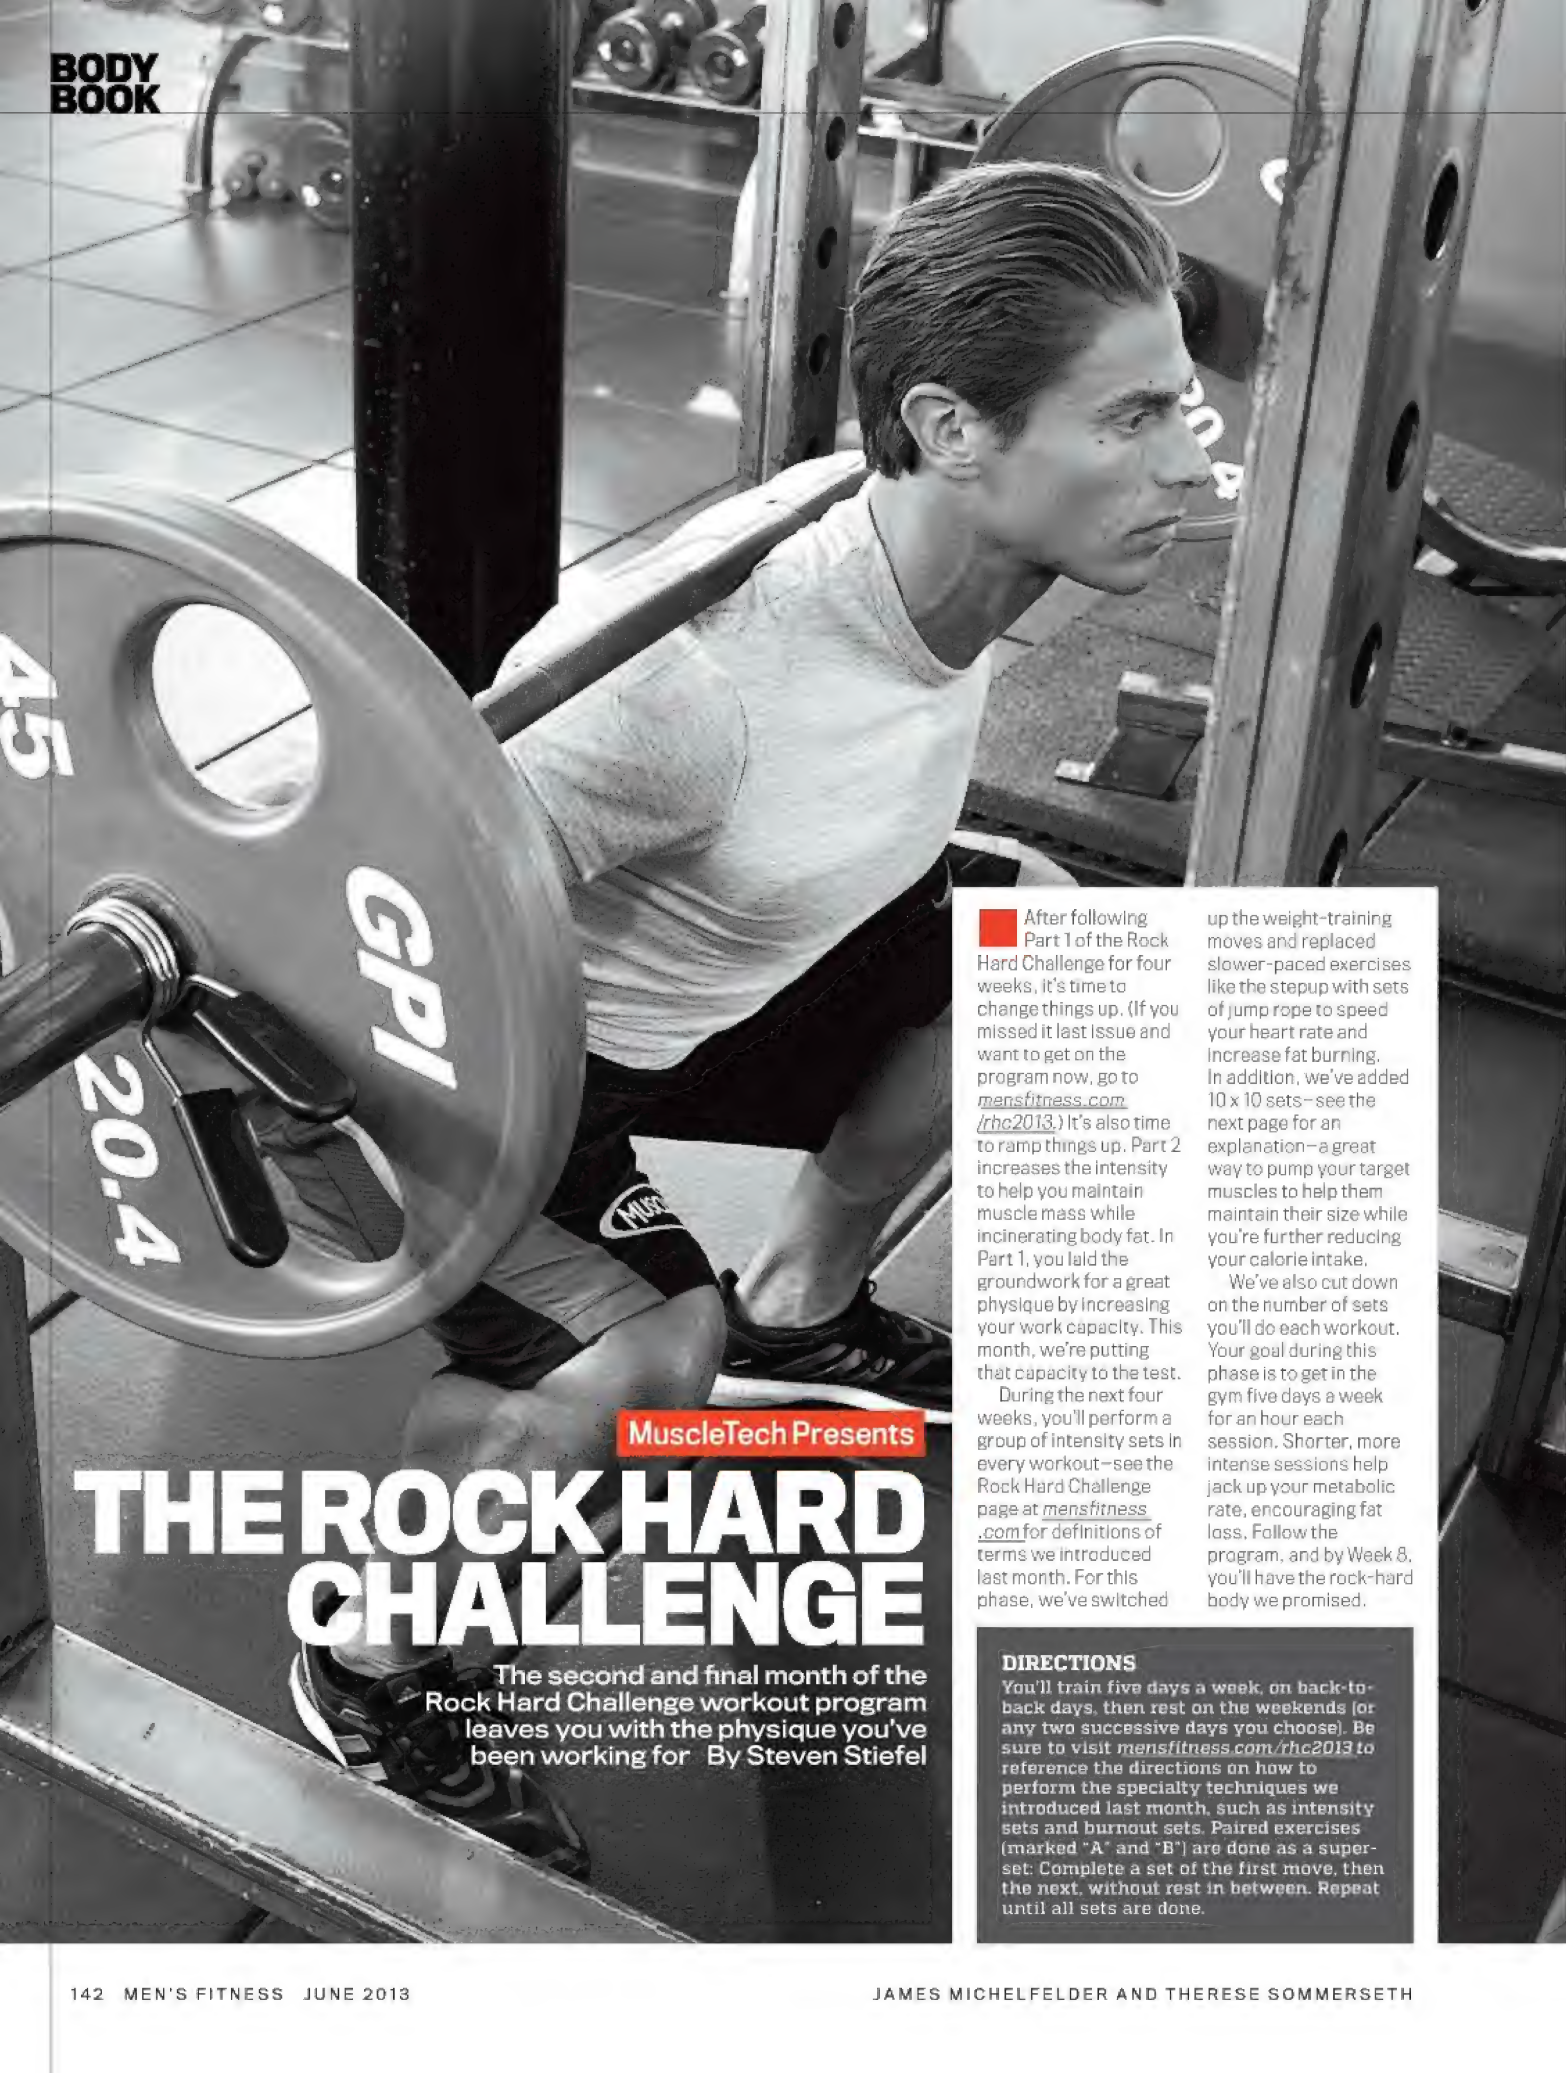 BODY
BOOK
45
GPI
20.4
20.4
MUSC
MuscleTech Presents
THE ROCK HARD
CHALLENGE
The second and final month of the
Rock Hard Challenge workout program
leaves you with the physique you've
been working for By Steven Stiefel
After following
Part 1 of the Rock
Hard Challenge for four
weeks, it's time to
change things up. (If you
missed it last issue and
want to get on the
program now, go to
mensfitness.com
/rhc2013.) It's also time
to ramp things up. Part 2
increases the intensity
to help you maintain
muscle mass while
incinerating body fat. In
Part 1, you laid the
groundwork for a great
physique by increasing
your work capacity. This
month, we're putting
that capacity to the test.
During the next four
weeks, you'll perform a
group of intensity sets in
every workout—see the
Rock Hard Challenge
page at mensfitness
.com for definitions of
terms we introduced
last month. For this
phase, we've switched
up the weight-training
moves and replaced
slower-paced exercises
like the stepup with sets
of jump rope to speed
your heart rate and
increase fat burning.
In addition, we've added
10 x 10 sets—see the
next page for an
explanation—a great
way to pump your target
muscles to help them
maintain their size while
you're further reducing
your calorie intake.
We've also cut down
on the number of sets
you'll do each workout.
Your goal during this
phase is to get in the
gym five days a week
for an hour each
session. Shorter, more
intense sessions help
jack up your metabolic
rate, encouraging fat
loss. Follow the
program, and by Week 8,
you'll have the rock-hard
body we promised.
DIRECTIONS
You'll train five days a week, on back-to-
back days, then rest on the weekends (or
any two successive days you choose). Be
sure to visit mensfitness.com/rhc2013 to
reference the directions on how to
perform the specialty techniques we
introduced last month, such as intensity
sets and burnout sets. Paired exercises
(marked "A" and "B") are done as a super-
set: Complete a set of the first move, then
the next, without rest in between. Repeat
until all sets are done.
142 MEN'S FITNESS JUNE 2013
JAMES MICHELFELDER AND THERESE SOMMERSETH